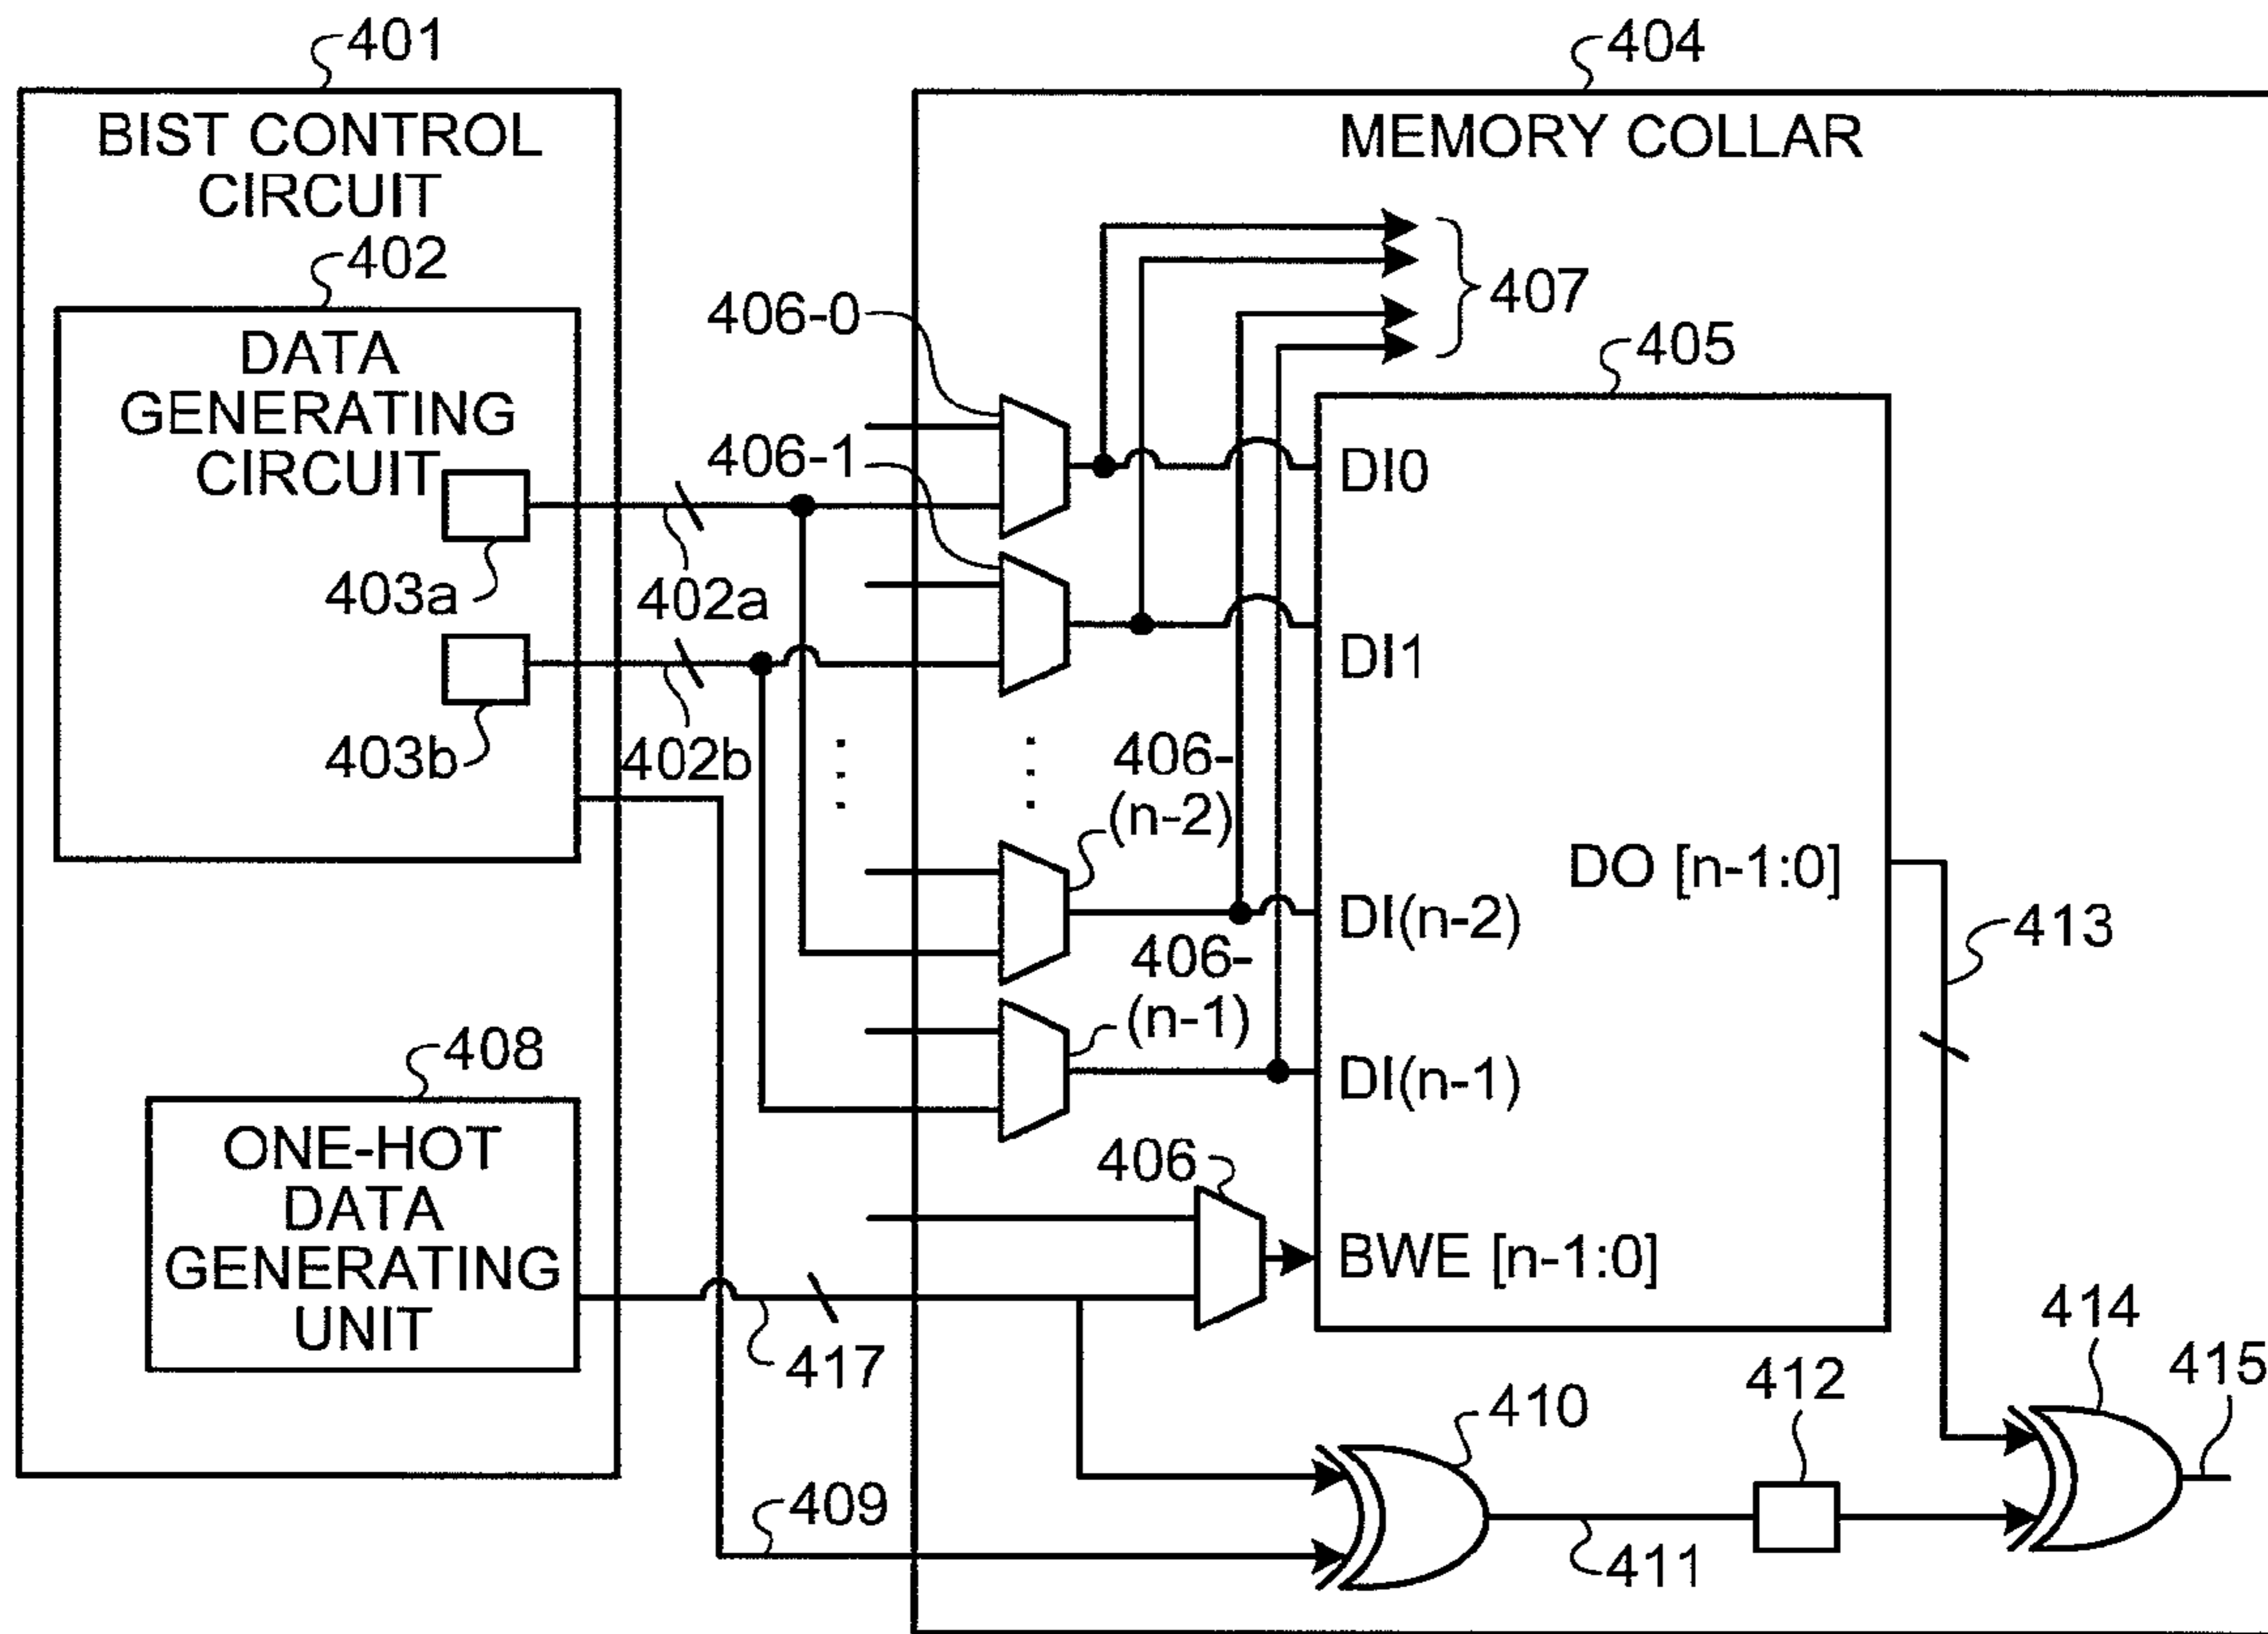 401
BIST CONTROL
CIRCUIT
402
DATA
GENERATING
CIRCUIT
403a
402a
403b
402b
408
ONE-HOT
DATA
GENERATING
UNIT
417
409
404
MEMORY COLLAR
407
406-0
406-1
405
DI0
DI1
406-
(n-2)
DI(n-2)
406-
(n-1)
DI(n-1)
DO [n-1:0]
413
406
BWE [n-1:0]
410
411
412
414
415